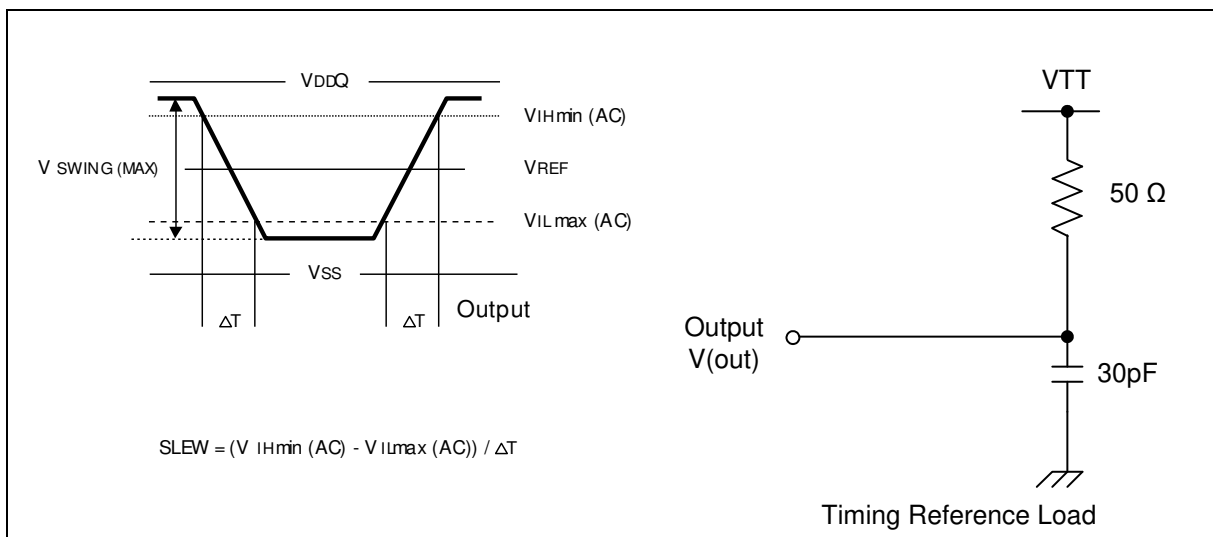 VDDQ
VIHmin (AC)
V SWING (MAX)
VREF
VILmax (AC)
VSS
ΔT
ΔT
Output
SLEW = (V IHmin (AC) - V ILmax (AC)) / ΔT
VTT
50 Ω
Output
V(out)
30pF
Timing Reference Load